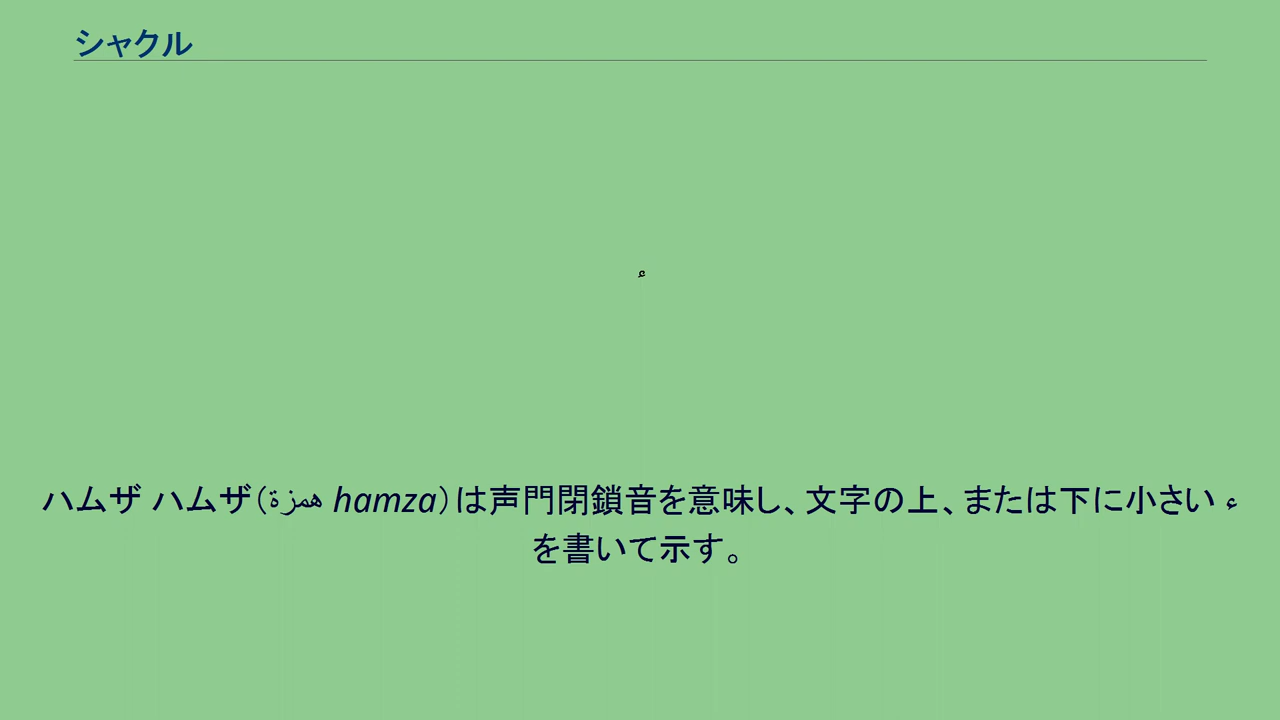 シャクル
ء
ハムザ ハムザ(همزة hamza)は声門閉鎖音を意味し、文字の上、または下に小さい ء
を書いて示す。